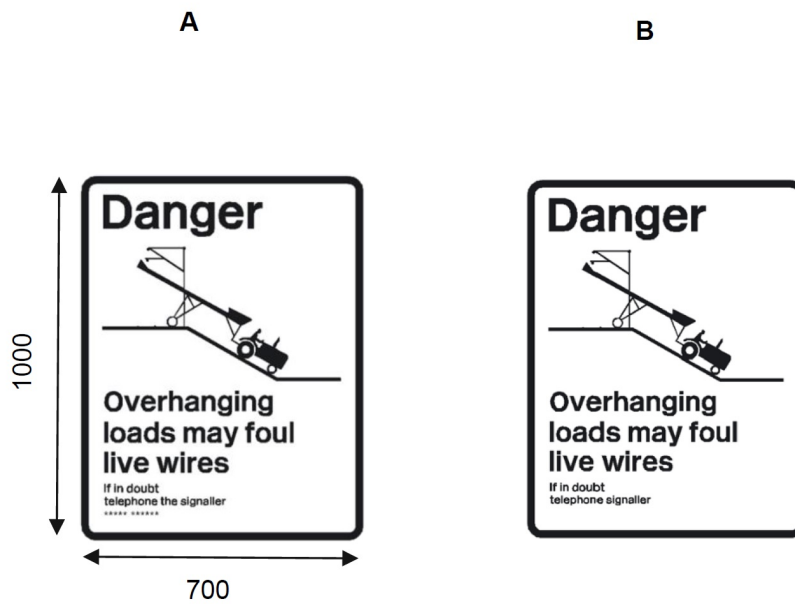 A
B
Danger
Overhanging
loads may foul
live wires
If in doubt
telephone the signaller
***** ******
1000
700
Danger
Overhanging
loads may foul
live wires
If in doubt
telephone signaller